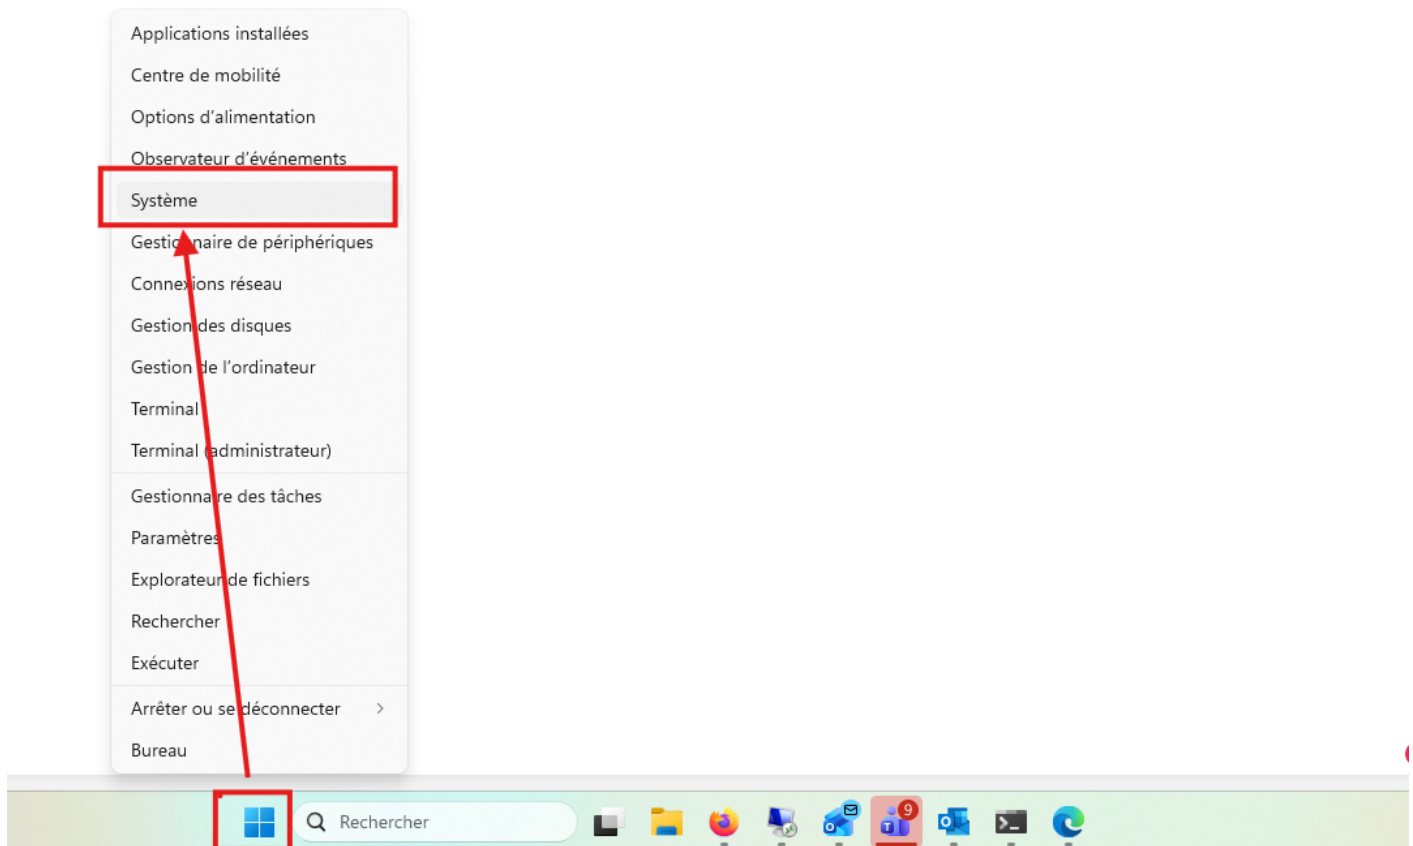 Applications installées
Centre de mobilité
Options d'alimentation
Observateur d'événements
Système
Gestionnaire de périphériques
Connexions réseau
Gestion des disques
Gestion de l'ordinateur
Terminal
Terminal (administrateur)
Gestionnaire des tâches
Paramètres
Explorateur de fichiers
Rechercher
Exécuter
Arrêter ou se déconnecter
Bureau
Rechercher
9